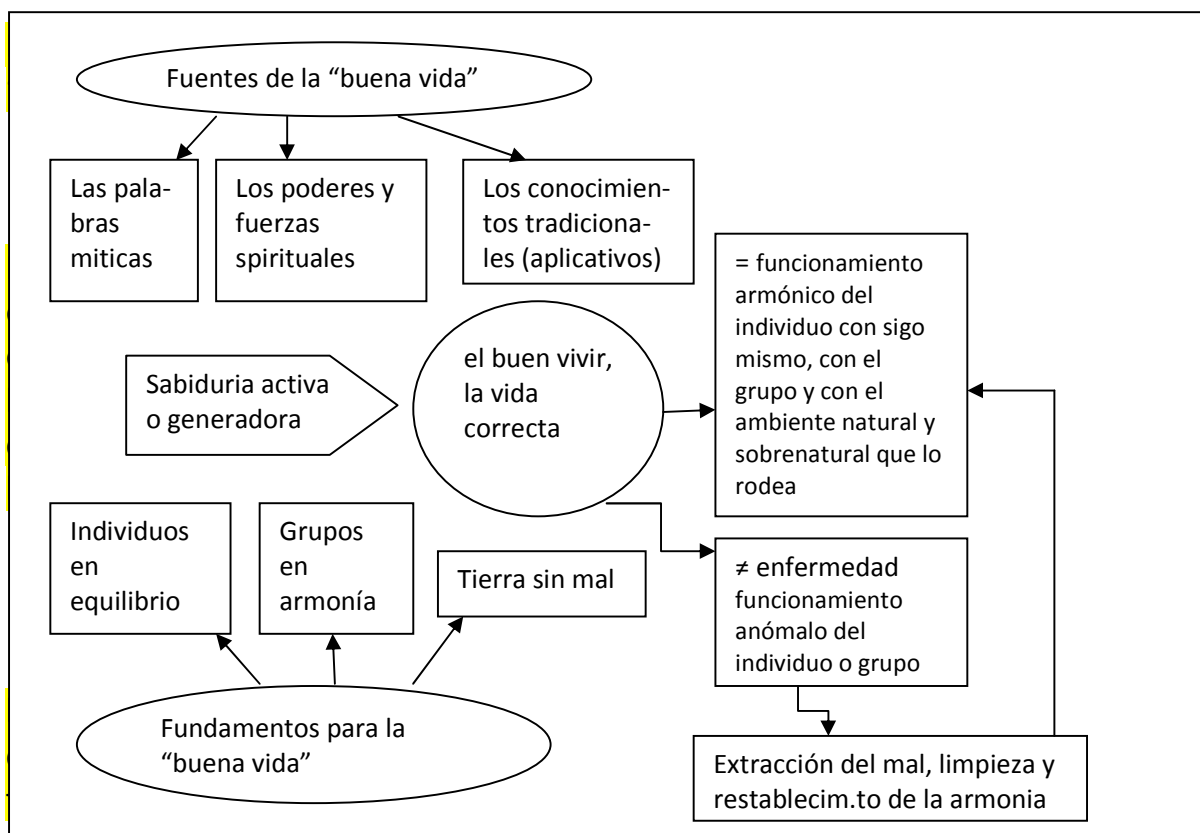 Fuentes de la “buena vida”
Las pala-
bras
miticas
Los poderes y
fuerzas
spirituales
Los conocimien-
tos tradiciona-
les (aplicativos)
= funcionamiento
armónico del
individuo con sigo
mismo, con el
grupo y con el
ambiente natural y
sobrenatural que lo
rodea
Sabiduria activa
o generadora
el buen vivir,
la vida
correcta
Individuos
en
equilibrio
Grupos
en
armonía
Tierra sin mal
≠ enfermedad
funcionamiento
anómalo del
individuo o grupo
Fundamentos para la
“buena vida”
Extracción del mal, limpieza y
restablecim.to de la armonia